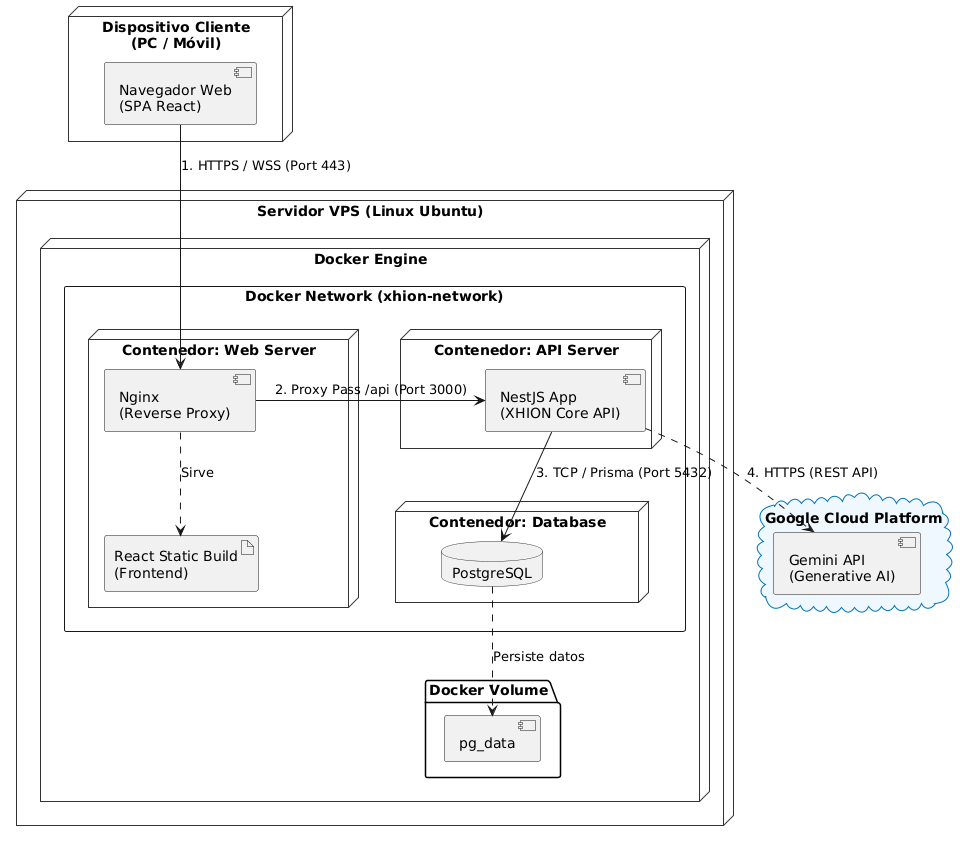 Dispositivo Cliente
(PC / Móvil)
Navegador Web
(SPA React)
1. HTTPS / WSS (Port 443)
Servidor VPS (Linux Ubuntu)
Docker Engine
Docker Network (xhion-network)
Contenedor: Web Server
Contenedor: API Server
Nginx
(Reverse Proxy)
2. Proxy Pass /api (Port 3000)
NestJS App
(XHION Core API)
Sirve
3. TCP / Prisma (Port 5432)
4. HTTPS (REST API)
React Static Build
(Frontend)
Contenedor: Database
PostgreSQL
Google Cloud Platform
Gemini API
(Generative AI)
Persiste datos
Docker Volume
pg_data